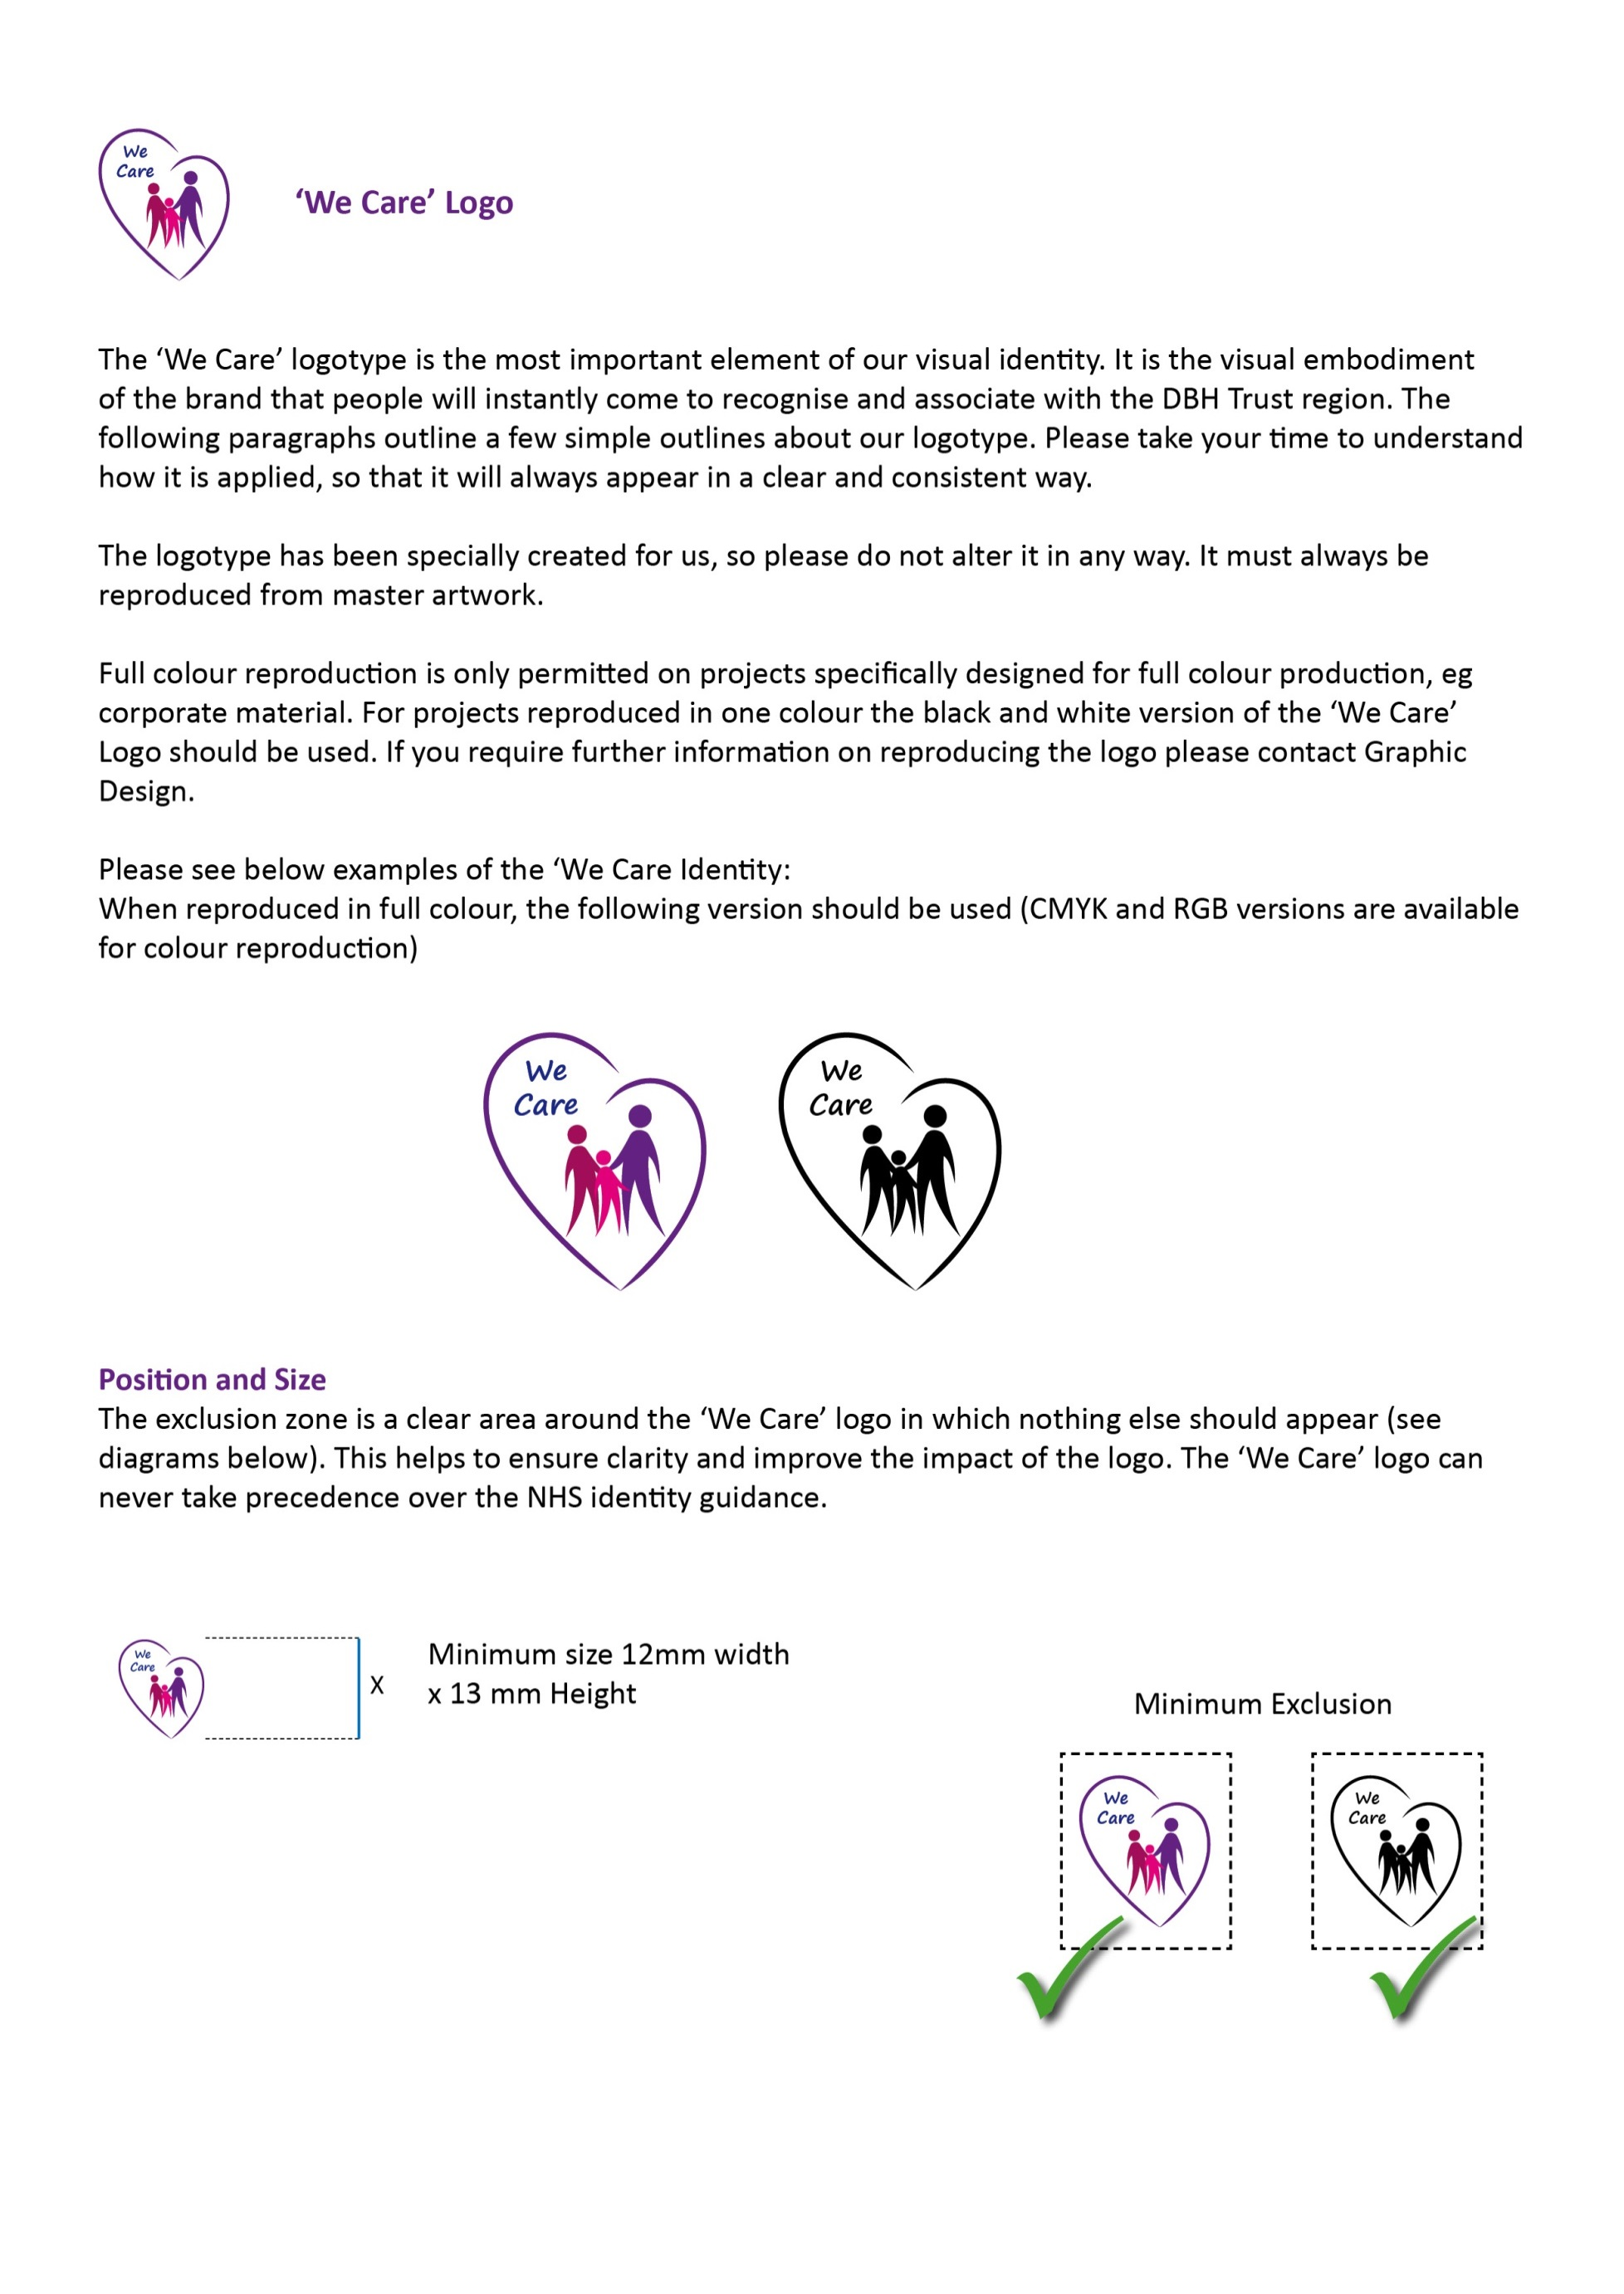 We
Care
‘We Care’ Logo
The ‘We Care’ logotype is the most important element of our visual identity. It is the visual embodiment
of the brand that people will instantly come to recognise and associate with the DBH Trust region. The
following paragraphs outline a few simple outlines about our logotype. Please take your time to understand
how it is applied, so that it will always appear in a clear and consistent way.
The logotype has been specially created for us, so please do not alter it in any way. It must always be
reproduced from master artwork.
Full colour reproduction is only permitted on projects specifically designed for full colour production, eg
corporate material. For projects reproduced in one colour the black and white version of the ‘We Care’
Logo should be used. If you require further information on reproducing the logo please contact Graphic
Design.
Please see below examples of the ‘We Care Identity:
When reproduced in full colour, the following version should be used (CMYK and RGB versions are available
for colour reproduction)
We
Care
We
Care
Position and Size
The exclusion zone is a clear area around the ‘We Care’ logo in which nothing else should appear (see
diagrams below). This helps to ensure clarity and improve the impact of the logo. The ‘We Care’ logo can
never take precedence over the NHS identity guidance.
We
Care
X
Minimum size 12mm width
x 13 mm Height
Minimum Exclusion
We
Care
We
Care